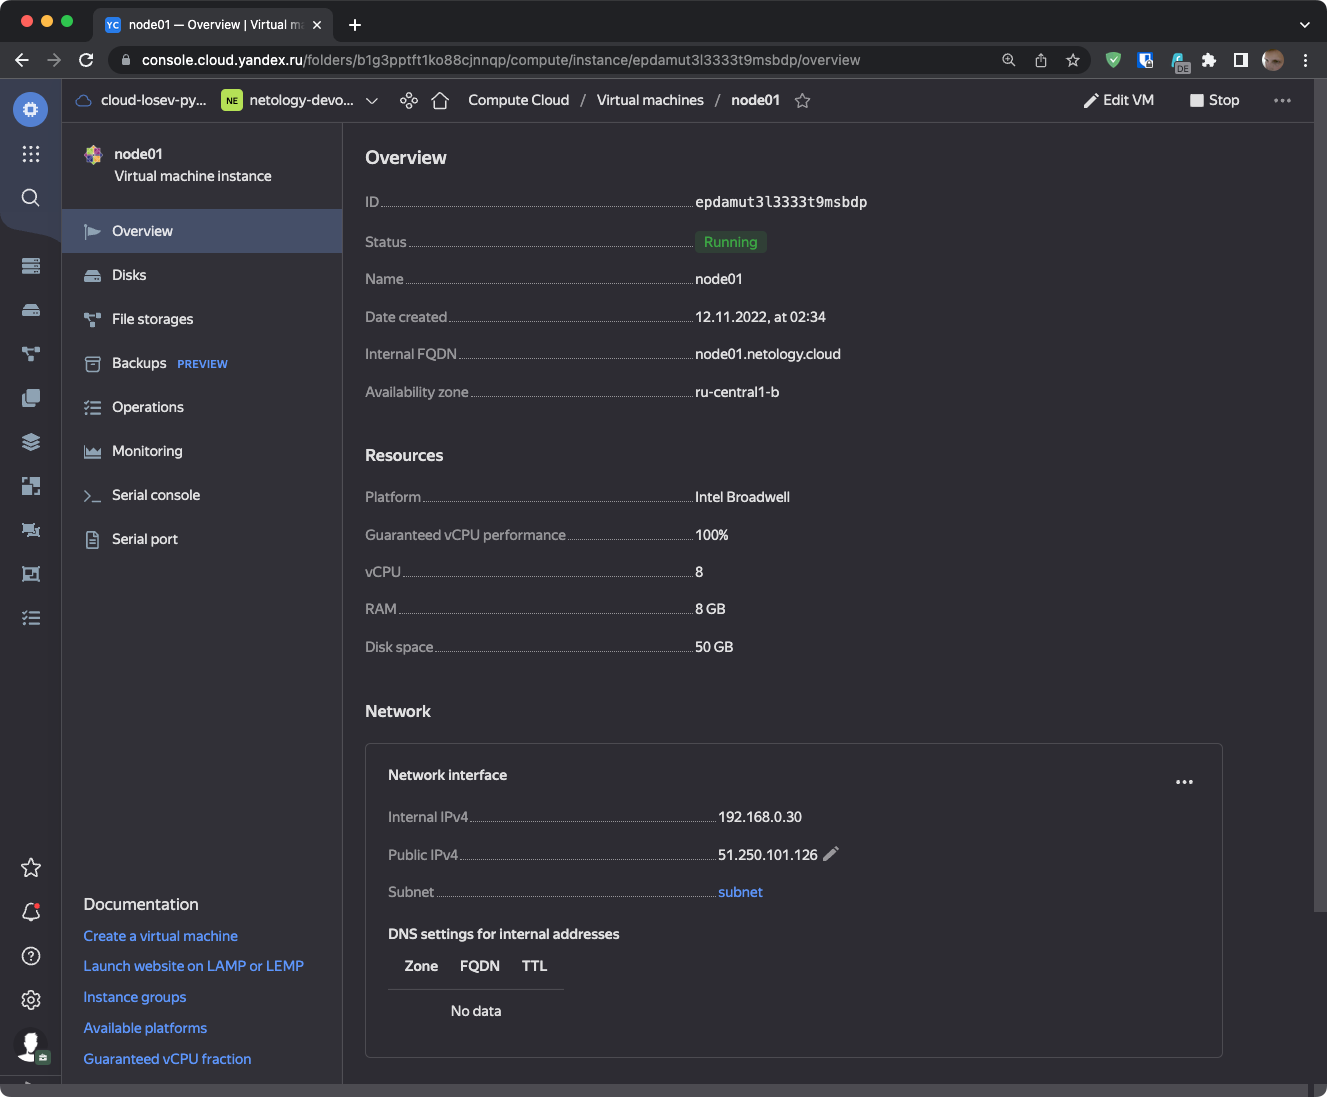 YC node01 — Overview | Virtual ma
console.cloud.yandex.ru/folders/b1g3pptft1ko88cjnnqp/compute/instance/epdamut3l3333t9msbdp/overview
DE
cloud-losev-py... NE netology-devo... Compute Cloud / Virtual machines / node01 Edit VM Stop
node01
Virtual machine instance
Overview
Disks
File storages
Backups PREVIEW
Operations
Monitoring
Serial console
Serial port
Documentation
Create a virtual machine
Launch website on LAMP or LEMP
Instance groups
Available platforms
Guaranteed vCPU fraction
Overview
ID epdamut3l3333t9msbdp
Status Running
Name node01
Date created 12.11.2022, at 02:34
Internal FQDN node01.netology.cloud
Availability zone ru-central1-b
Resources
Platform Intel Broadwell
Guaranteed vCPU performance 100%
vCPU 8
RAM 8 GB
Disk space 50 GB
Network
Network interface
Internal IPv4 192.168.0.30
Public IPv4 51.250.101.126
Subnet subnet
DNS settings for internal addresses
Zone FQDN TTL
No data